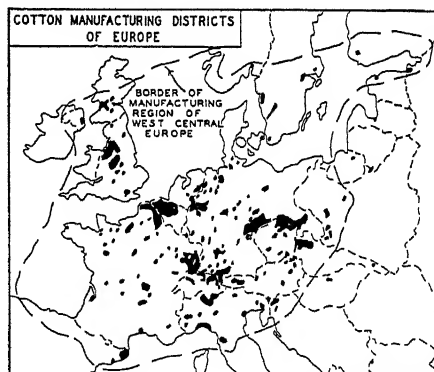 COTTON MANUFACTURING DISTRICTS
OF EUROPE
BORDER OF
MANUFACTURING
REGION OF
WEST CENTRAL
EUROPE